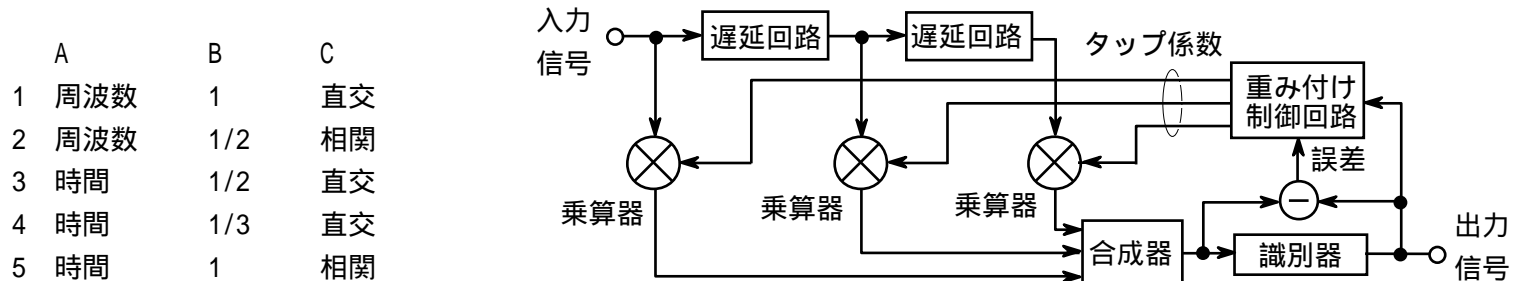 A B C
1 周波数 1 直交
2 周波数 1/2 相関
3 時間 1/2 直交
4 時間 1/3 直交
5 時間 1 相関
入力
信号
遅延回路
遅延回路
タップ係数
重み付け
制御回路
誤差
乗算器
乗算器
乗算器
−
合成器
識別器
出力
信号